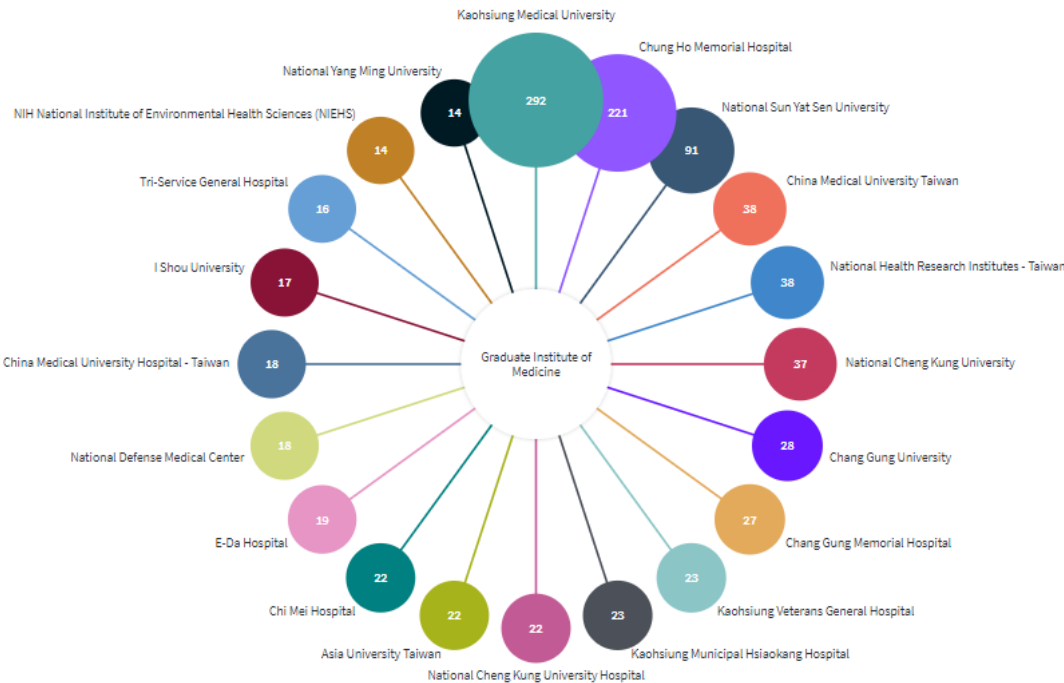 Kaohsiung Medical University
292
Chung Ho Memorial Hospital
221
National Sun Yat Sen University
91
China Medical University Taiwan
38
National Health Research Institutes - Taiwan
38
National Cheng Kung University
37
Chang Gung University
28
Chang Gung Memorial Hospital
27
Kaohsiung Veterans General Hospital
23
Kaohsiung Municipal Hsiaokang Hospital
23
National Cheng Kung University Hospital
22
Asia University Taiwan
22
Chi Mei Hospital
22
E-Da Hospital
19
National Defense Medical Center
18
China Medical University Hospital - Taiwan
18
I Shou University
17
Tri-Service General Hospital
16
NIH National Institute of Environmental Health Sciences (NIEHS)
14
National Yang Ming University
14
Graduate Institute of
Medicine